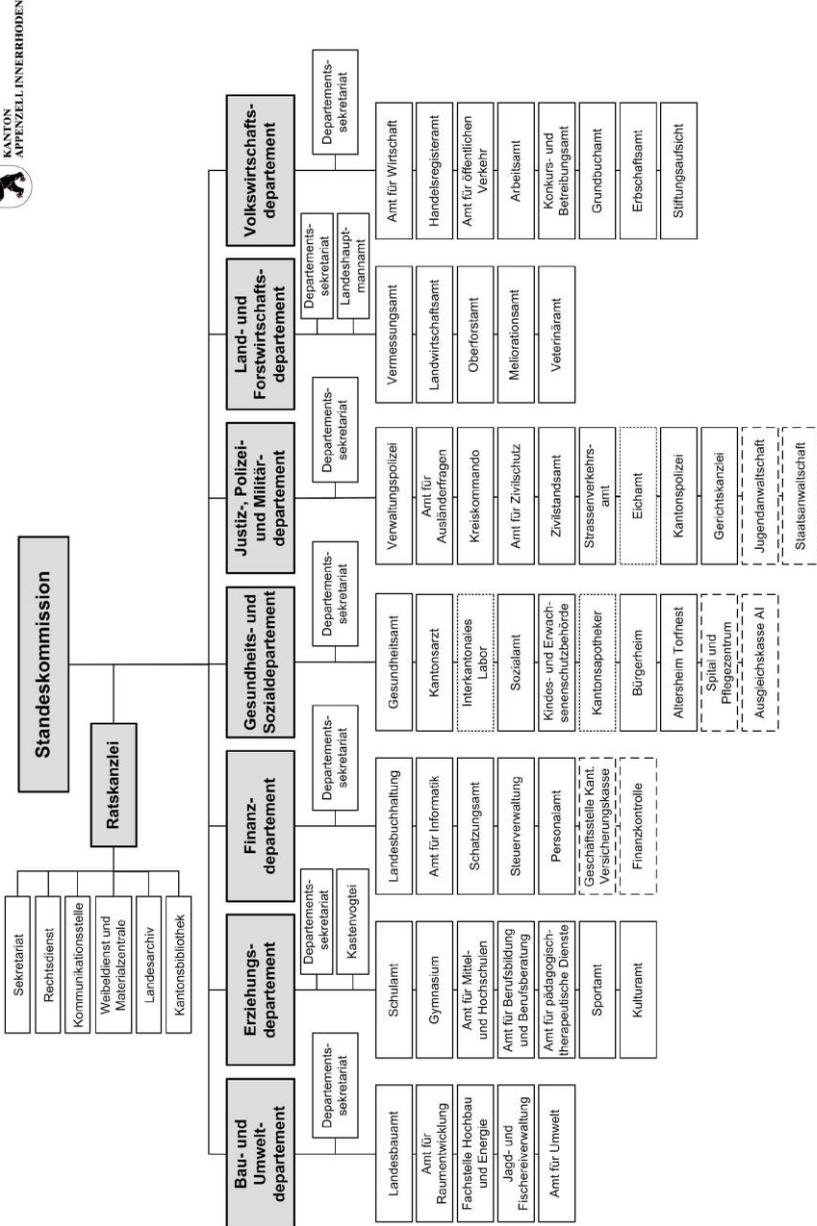 KANTON
APPENZELL INNERRHODEN
Standeskommission
Ratskanzlei
Sekretariat
Rechtsdienst
Kommunikationsstelle
Weibeldienst und
Materialzentrale
Landesarchiv
Kantonsbibliothek
Bau- und
Umwelt-
departement
Departements-
sekretariat
Landesbauamt
Amt für
Raumentwicklung
Fachstelle Hochbau
und Energie
Jagd- und
Fischereiverwaltung
Amt für Umwelt
Erziehungs-
departement
Departements-
sekretariat
Kastenvogtei
Schulamt
Gymnasium
Amt für Mittel-
und Hochschulen
Amt für Berufsbildung
und Berufsberatung
Amt für pädagogisch-
therapeutische Dienste
Sportamt
Kulturamt
Finanz-
departement
Departements-
sekretariat
Landesbuchhaltung
Amt für Informatik
Schatzungsamt
Steuerverwaltung
Personalamt
Geschäftsstelle Kant.
Versicherungskasse
Finanzkontrolle
Gesundheits- und
Sozialdepartement
Departements-
sekretariat
Gesundheitsamt
Kantonsarzt
Interkantonales
Labor
Sozialamt
Kindes- und Erwach-
senenschutzbehörde
Kantonsapotheker
Bürgerheim
Altersheim Torfnest
Spital und
Pflegezentrum
Ausgleichskasse AI
Justiz-, Polizei-
und Militär-
departement
Departements-
sekretariat
Verwaltungspolizei
Amt für
Ausländerfragen
Kreiskommando
Amt für Zivilschutz
Zivilstandsamt
Strassenverkehrs-
amt
Eichamt
Kantonspolizei
Gerichtskanzlei
Jugendanwaltschaft
Staatsanwaltschaft
Land- und
Forstwirtschafts-
departement
Departements-
sekretariat
Landeshaupt-
mannamt
Vermessungsamt
Landwirtschaftsamt
Oberforstamt
Meliorationsamt
Veterinäramt
Volkswirtschafts-
departement
Departements-
sekretariat
Amt für Wirtschaft
Handelsregisteramt
Amt für öffentlichen
Verkehr
Arbeitsamt
Konkurs- und
Betreibungsamt
Grundbuchamt
Erbschaftsamt
Stiftungsaufsicht